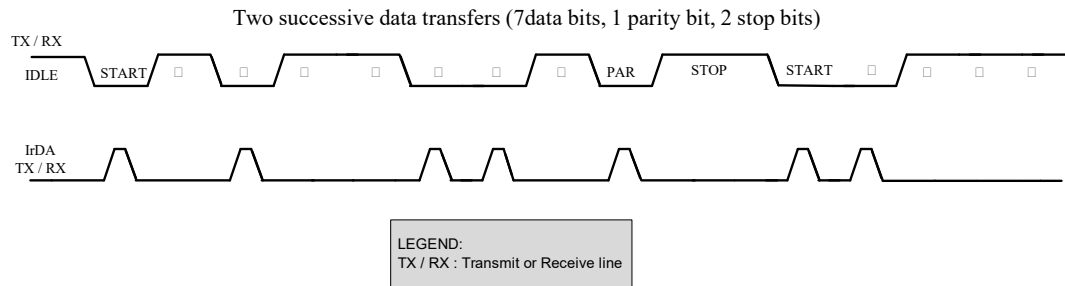 Two successive data transfers (7data bits, 1 parity bit, 2 stop bits)
TX / RX
IDLE START PAR STOP START
IrDA
TX / RX
LEGEND:
TX / RX : Transmit or Receive line